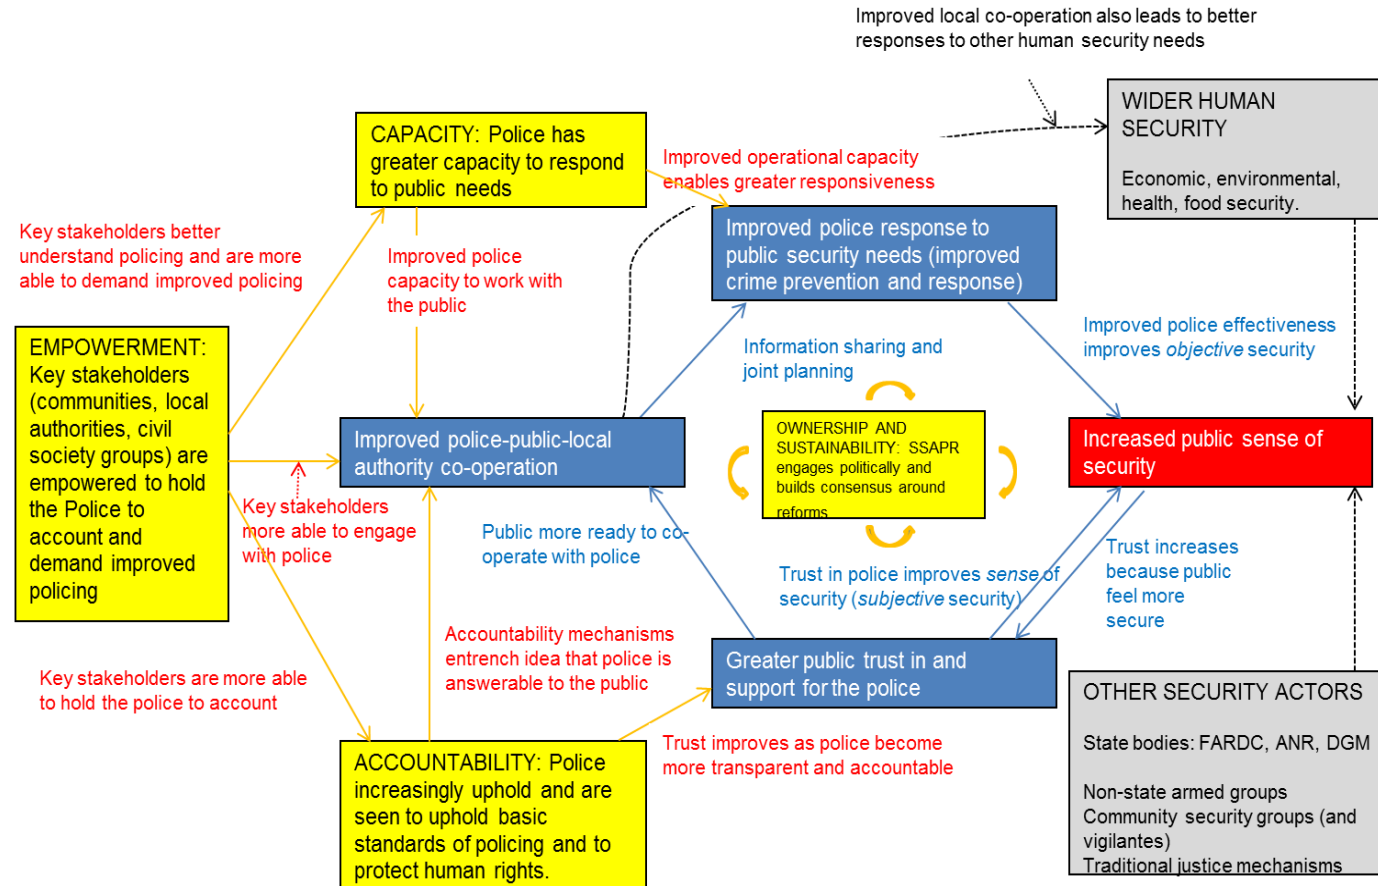 Improved local co-operation also leads to better
responses to other human security needs
WIDER HUMAN
SECURITY
Economic, environmental,
health, food security.
CAPACITY: Police has
greater capacity to respond
to public needs
Improved operational capacity
enables greater responsiveness
Key stakeholders better
understand policing and are more
able to demand improved policing
Improved police
capacity to work with
the public
Improved police response to
public security needs (improved
crime prevention and response)
EMPOWERMENT:
Key stakeholders
(communities, local
authorities, civil
society groups) are
empowered to hold
the Police to
account and
demand improved
policing
Information sharing and
joint planning
Improved police effectiveness
improves objective security
Improved police-public-local
authority co-operation
OWNERSHIP AND
SUSTAINABILITY: SSAPR
engages politically and
builds consensus around
reforms
Increased public sense of
security
Key stakeholders
more able to engage
with police
Public more ready to co-
operate with police
Trust in police improves sense of
security (subjective security)
Trust increases
because public
feel more
secure
Accountability mechanisms
entrench idea that police is
answerable to the public
Greater public trust in and
support for the police
Key stakeholders are more able
to hold the police to account
Trust improves as police become
more transparent and accountable
ACCOUNTABILITY: Police
increasingly uphold and are
seen to uphold basic
standards of policing and to
protect human rights.
OTHER SECURITY ACTORS
State bodies: FARDC, ANR, DGM
Non-state armed groups
Community security groups (and
vigilantes)
Traditional justice mechanisms